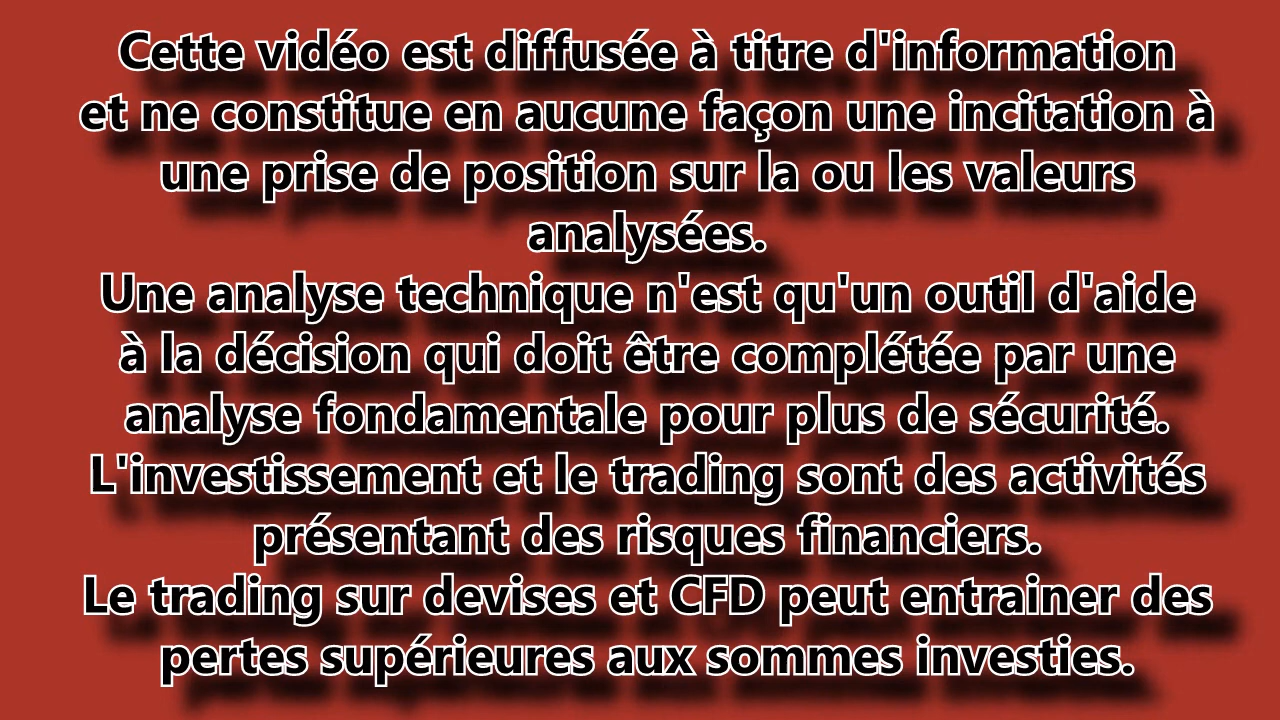 Cette vidéo est diffusée à titre d'information
et ne constitue en aucune façon une incitation à
une prise de position sur la ou les valeurs
analysées.
Une analyse technique n'est qu'un outil d'aide
à la décision qui doit être complétée par une
analyse fondamentale pour plus de sécurité.
L'investissement et le trading sont des activités
présentant des risques financiers.
Le trading sur devises et CFD peut entrainer des
pertes supérieures aux sommes investies.